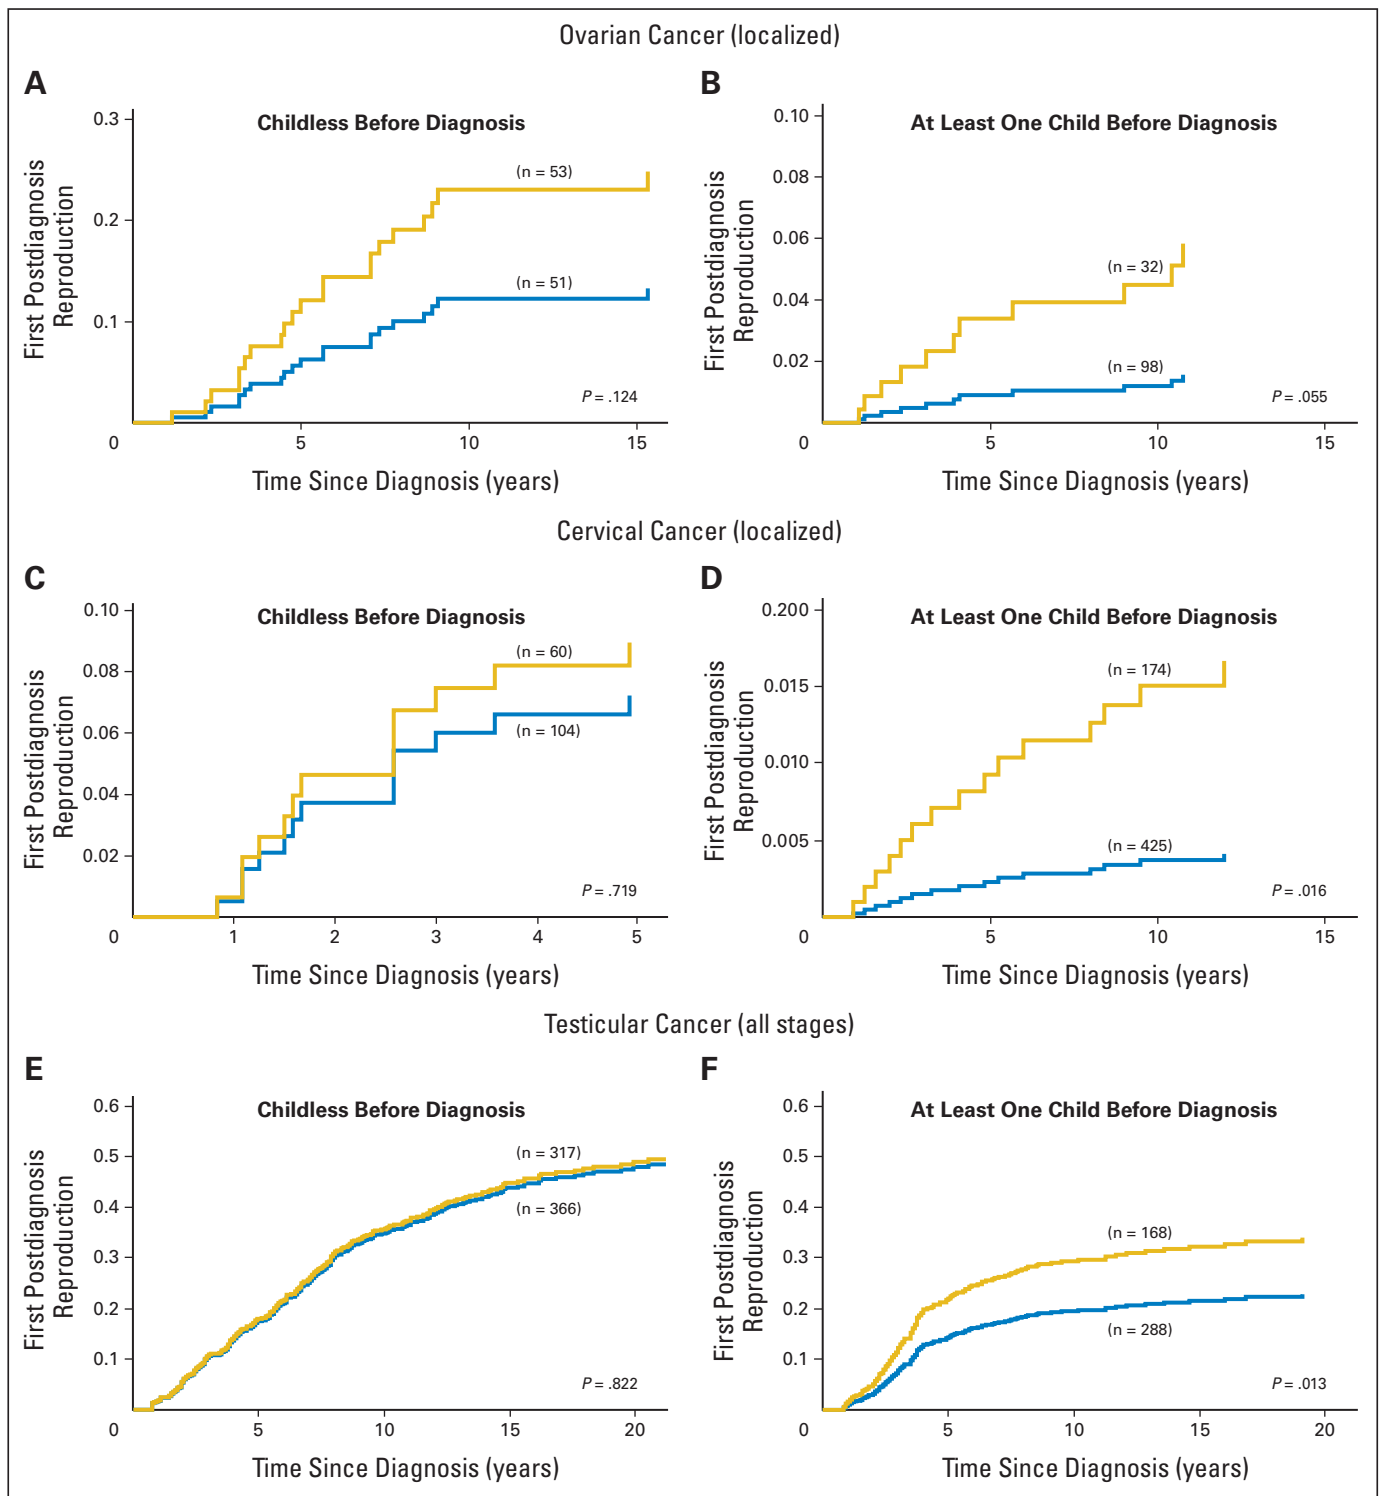 Ovarian Cancer (localized)
A
Childless Before Diagnosis
First Postdiagnosis
Reproduction
0.3
0.2
0.1
(n = 53)
(n = 51)
P = .124
0
5
10
15
Time Since Diagnosis (years)
B
At Least One Child Before Diagnosis
First Postdiagnosis
Reproduction
0.10
0.08
0.06
0.04
0.02
(n = 32)
(n = 98)
P = .055
0
5
10
15
Time Since Diagnosis (years)
Cervical Cancer (localized)
C
Childless Before Diagnosis
First Postdiagnosis
Reproduction
0.10
0.08
0.06
0.04
0.02
(n = 60)
(n = 104)
P = .719
0
1
2
3
4
5
Time Since Diagnosis (years)
D
At Least One Child Before Diagnosis
First Postdiagnosis
Reproduction
0.200
0.015
0.010
0.005
(n = 174)
(n = 425)
P = .016
0
5
10
15
Time Since Diagnosis (years)
Testicular Cancer (all stages)
E
Childless Before Diagnosis
First Postdiagnosis
Reproduction
0.6
0.5
0.4
0.3
0.2
0.1
(n = 317)
(n = 366)
P = .822
0
5
10
15
20
Time Since Diagnosis (years)
F
At Least One Child Before Diagnosis
First Postdiagnosis
Reproduction
0.6
0.5
0.4
0.3
0.2
0.1
(n = 168)
(n = 288)
P = .013
0
5
10
15
20
Time Since Diagnosis (years)